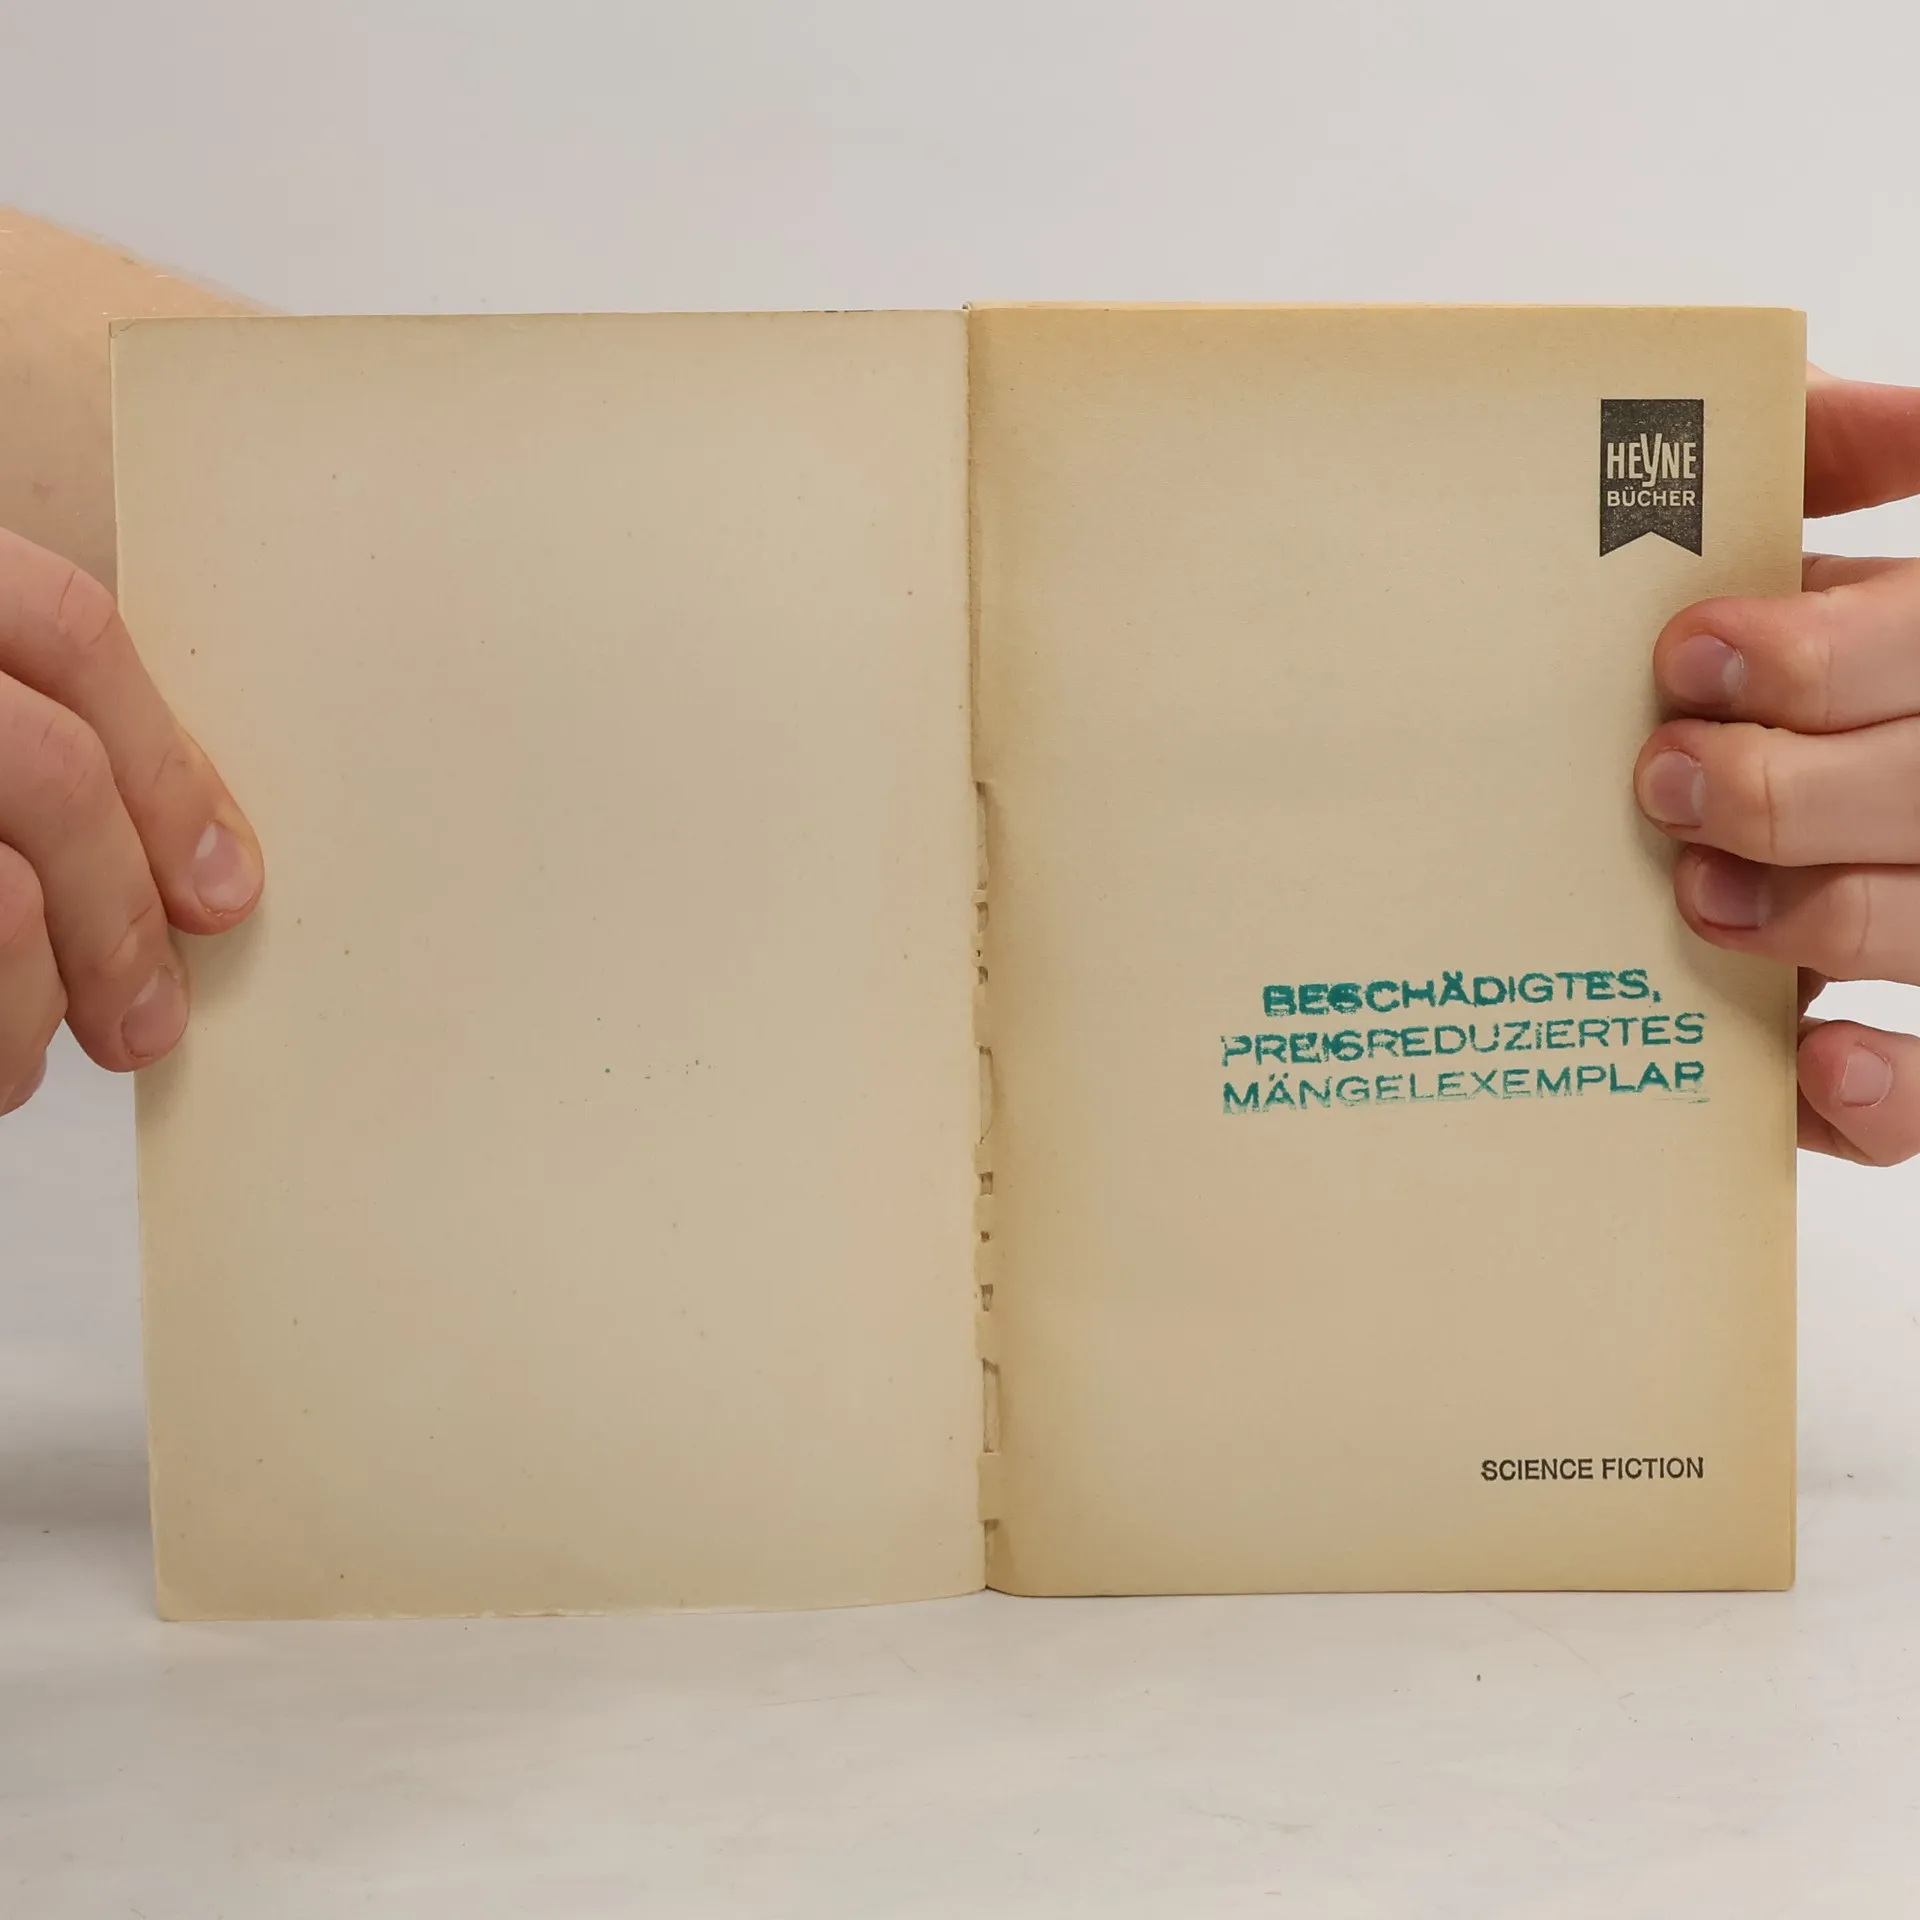 HEYNE
BÜCHER
BESCHÄDIGTES,
PREISREDUZIERTES
MÄNGELEXEMPLAR
SCIENCE FICTION